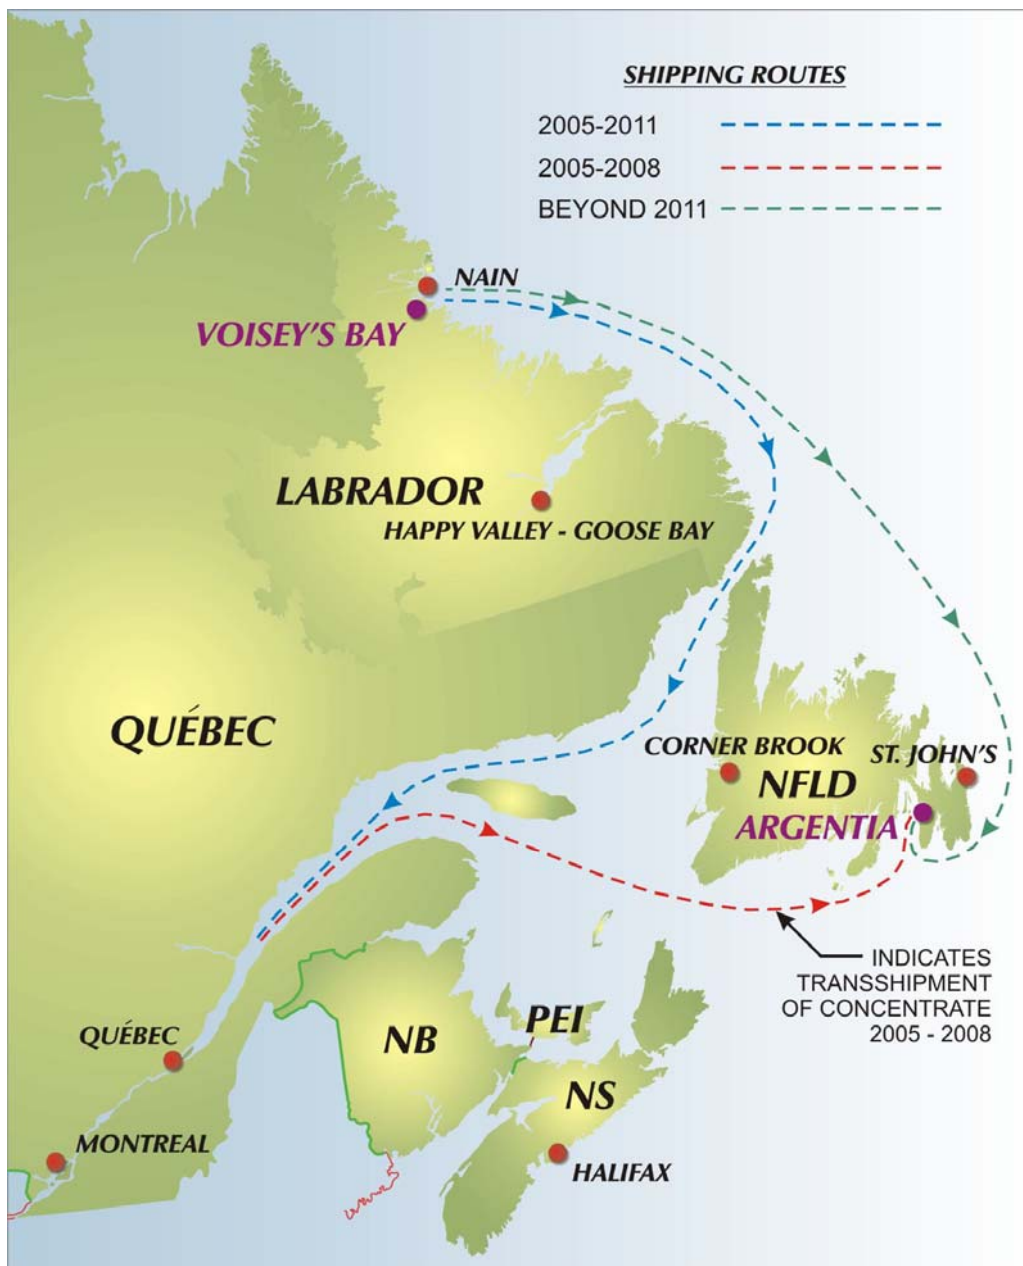 SHIPPING ROUTES
2005-2011
2005-2008
BEYOND 2011
NAIN
VOISEY'S BAY
LABRADOR
HAPPY VALLEY - GOOSE BAY
QUÉBEC
CORNER BROOK
ST. JOHN'S
NFLD
ARGENTIA
INDICATES
TRANSSHIPMENT
OF CONCENTRATE
2005 - 2008
PEI
QUÉBEC
NB
NS
MONTREAL
HALIFAX